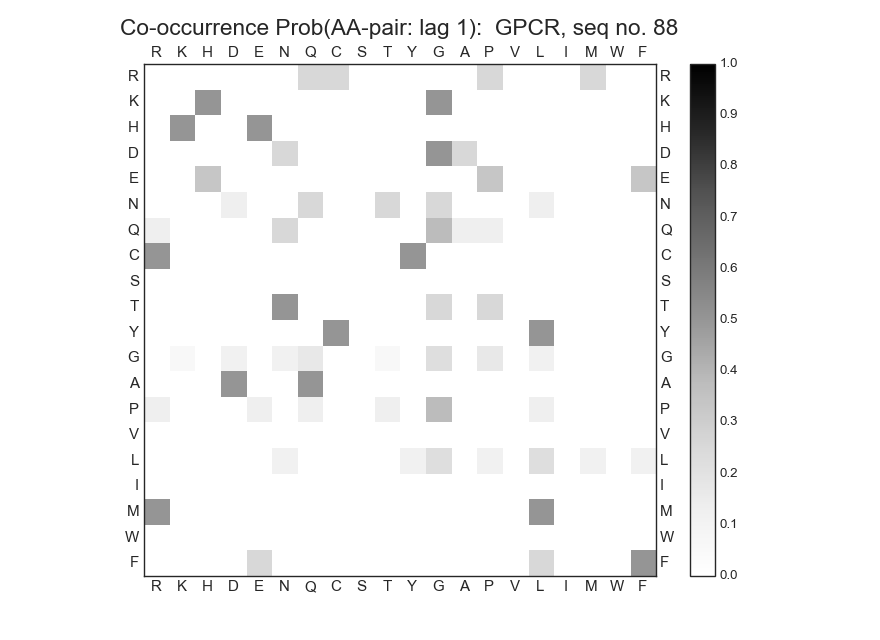 Co-occurrence Prob(AA-pair: lag 1):  GPCR, seq no. 88
R K H D E N Q C S T Y G A P V L I M W F
R R 1.0
K K 0.9
H H
D D 0.8
E E 0.7
N N
Q Q 0.6
C C
S S 0.5
T T
Y Y 0.4
G G
A A 0.3
P P
V V 0.2
L L
I I 0.1
M M
W W
F F 0.0
R K H D E N Q C S T Y G A P V L I M W F